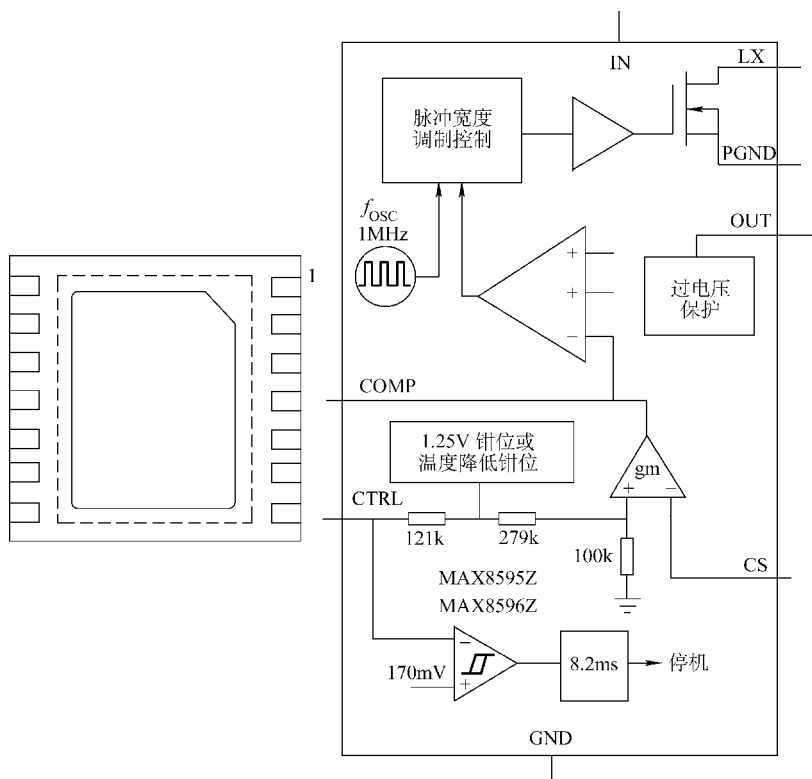 IN
LX
脉冲宽度
调制控制
PGND
fOSC
1MHz
OUT
过电压
保护
1
+
+
−
COMP
1.25V 钳位或
温度降低钳位
gm
+
−
CTRL
121k
279k
100k
CS
MAX8595Z
MAX8596Z
−
170mV
+
8.2ms
停机
GND